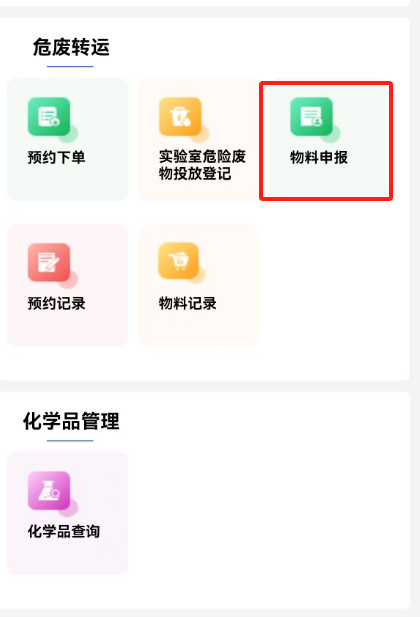 危废转运
预约下单
实验室危险废
物投放登记
物料申报
预约记录
物料记录
化学品管理
化学品查询